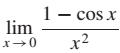 lim x→0 (1 − cos x) / x²